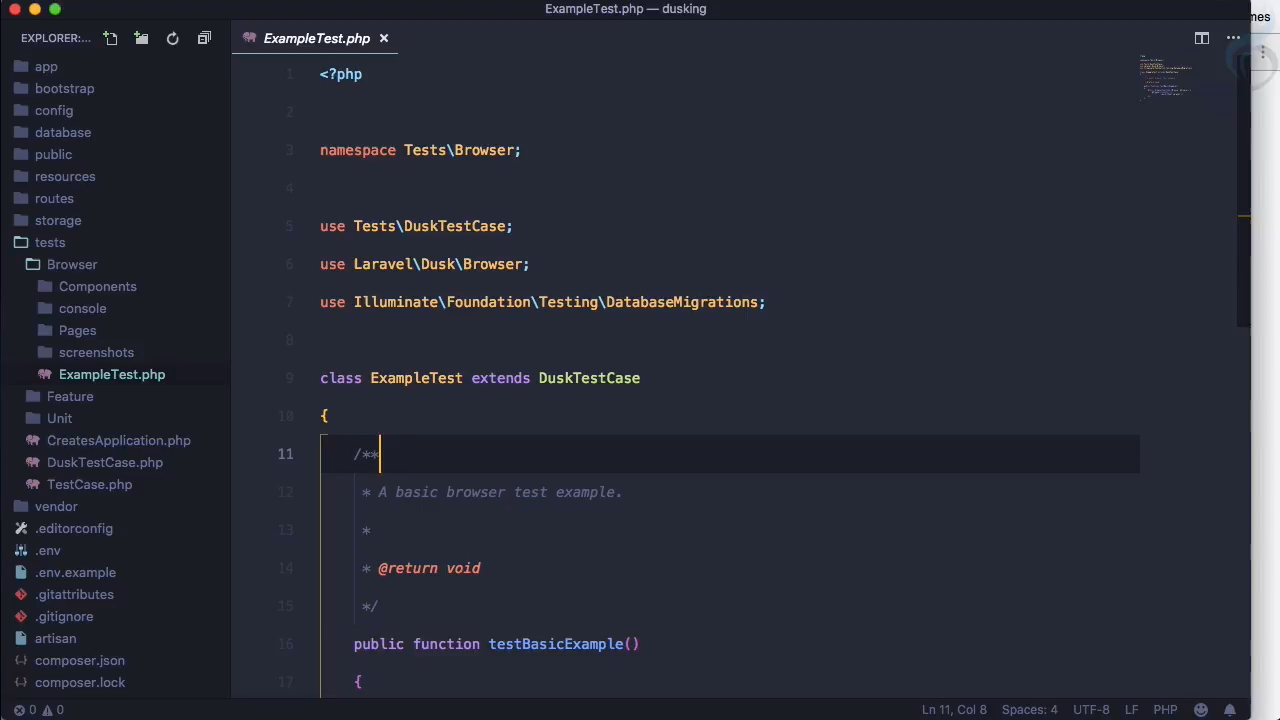 ExampleTest.php — dusking
mes
EXPLORER:...
ExampleTest.php
app
bootstrap
config
database
public
resources
routes
storage
tests
Browser
Components
console
Pages
screenshots
ExampleTest.php
Feature
Unit
CreatesApplication.php
DuskTestCase.php
TestCase.php
vendor
.editorconfig
.env
.env.example
.gitattributes
.gitignore
artisan
composer.json
composer.lock
1 <?php
2
3 namespace Tests\Browser;
4
5 use Tests\DuskTestCase;
6 use Laravel\Dusk\Browser;
7 use Illuminate\Foundation\Testing\DatabaseMigrations;
8
9 class ExampleTest extends DuskTestCase
10 {
11 /**
12 * A basic browser test example.
13 *
14 * @return void
15 */
16 public function testBasicExample()
17 {
0 0
Ln 11, Col 8 Spaces: 4 UTF-8 LF PHP